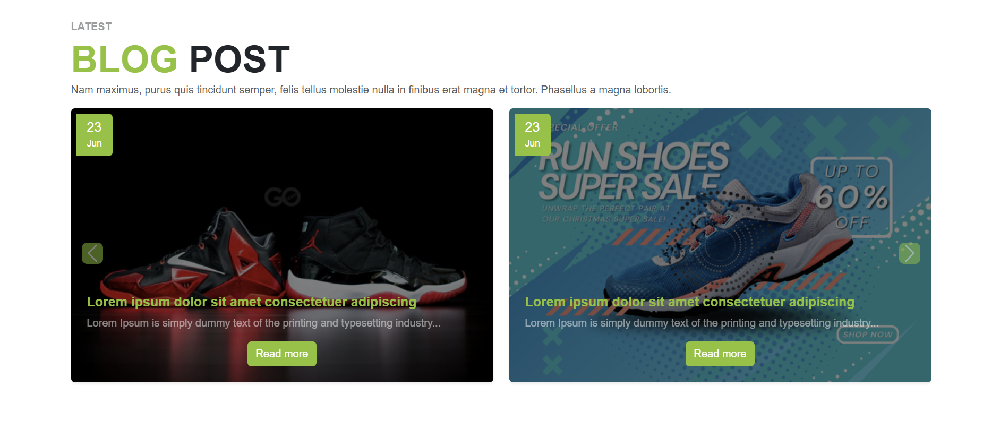 LATEST
BLOG POST
Nam maximus, purus quis tincidunt semper, felis tellus molestie nulla in finibus erat magna et tortor. Phasellus a magna lobortis.
23
Jun
GO
Lorem ipsum dolor sit amet consectetuer adipiscing
Lorem Ipsum is simply dummy text of the printing and typesetting industry...
Read more
23
Jun
PECIAL OFFER
RUN SHOES
SUPER SALE
UNWRAP THE PERFECT PAIR AT
OUR CHRISTMAS SUPER SALE!
UP TO
60%
OFF
Lorem ipsum dolor sit amet consectetuer adipiscing
Lorem Ipsum is simply dummy text of the printing and typesetting industry...
SHOP NOW
Read more